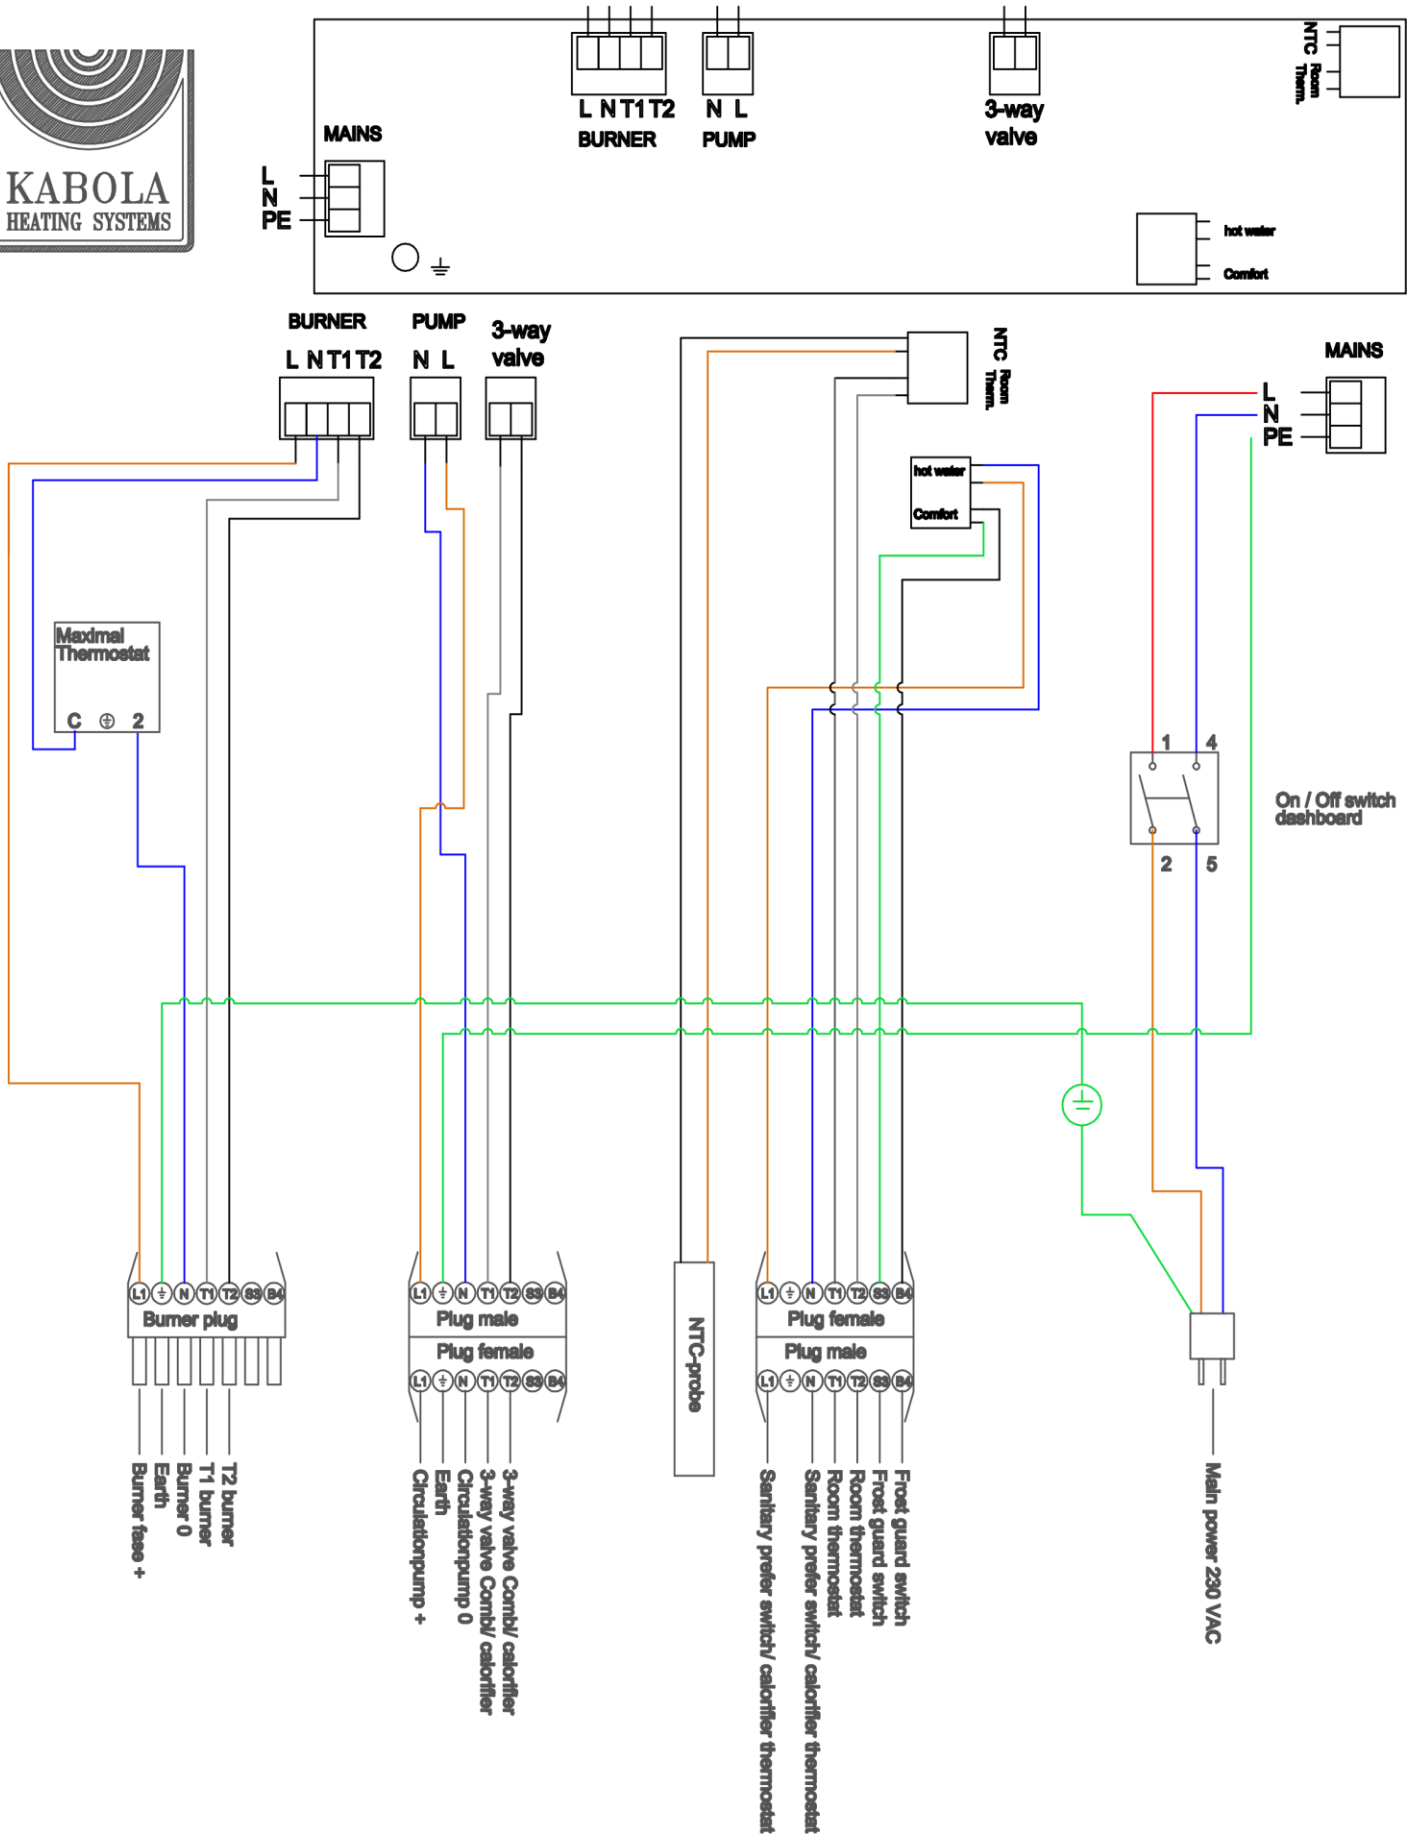 KABOLA
HEATING SYSTEMS
L N T1 T2
BURNER
N L
PUMP
3-way
valve
NTC
Room
Therm.
MAINS
L
N
PE
hot water
Comfort
BURNER
L N T1 T2
PUMP
N L
3-way
valve
NTC
Room
Therm.
hot water
Comfort
MAINS
L
N
PE
Maximal
Thermostat
C 2
1 4
On / Off switch
dashboard
2 5
L1 N T1 T2 S3 B4
Burner plug
L1 N T1 T2 S3 B4
Plug male
Plug female
L1 N T1 T2 S3 B4
NTC-probe
L1 N T1 T2 S3 B4
Plug female
Plug male
L1 N T1 T2 S3 B4
Burner fase +
Earth
Burner 0
T1 burner
T2 burner
Circulationpump +
Earth
Circulationpump 0
3-way valve Combi/ calorifier
3-way valve Combi/ calorifier
Sanitary prefer switch/ calorifier thermostat
Sanitary prefer switch/ calorifier thermostat
Room thermostat
Room thermostat
Frost guard switch
Frost guard switch
Main power 230 VAC